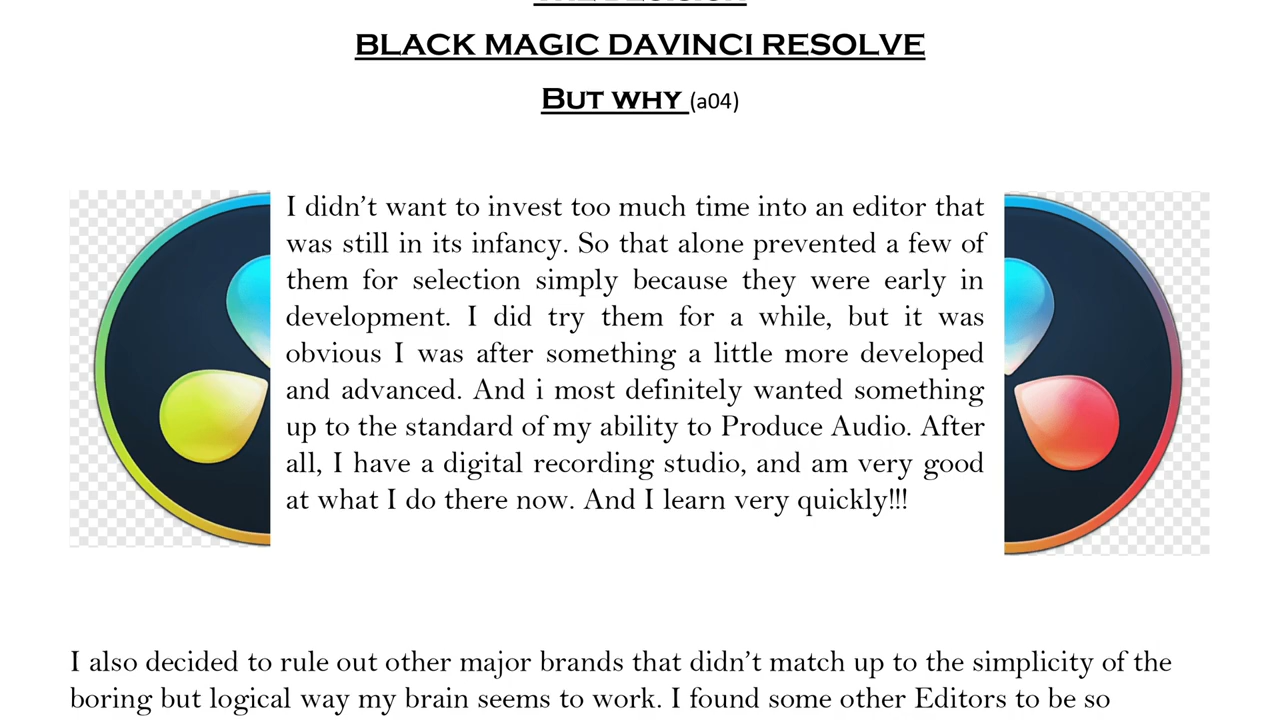 BLACK MAGIC DAVINCI RESOLVE
BUT WHY (a04)
I didn’t want to invest too much time into an editor that
was still in its infancy. So that alone prevented a few of
them for selection simply because they were early in
development. I did try them for a while, but it was
obvious I was after something a little more developed
and advanced. And i most definitely wanted something
up to the standard of my ability to Produce Audio. After
all, I have a digital recording studio, and am very good
at what I do there now. And I learn very quickly!!!
I also decided to rule out other major brands that didn’t match up to the simplicity of the
boring but logical way my brain seems to work. I found some other Editors to be so